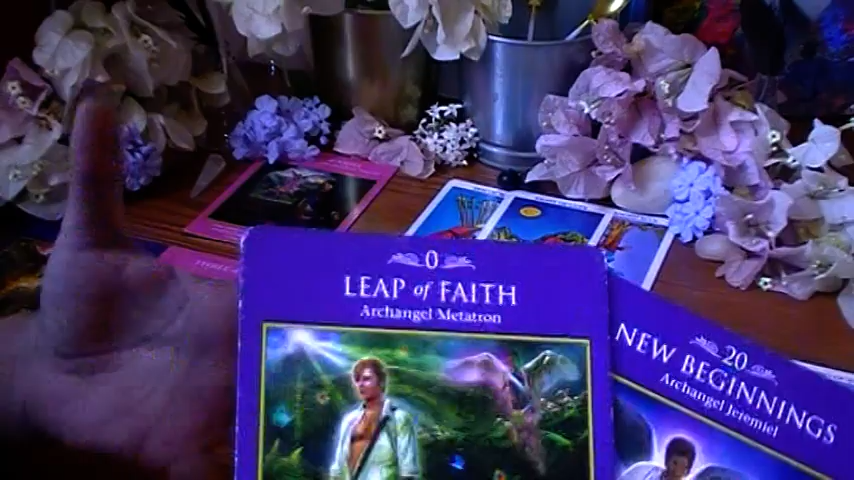 0
LEAP of FAITH
Archangel Metatron
20
NEW BEGINNINGS
Archangel Jeremiel